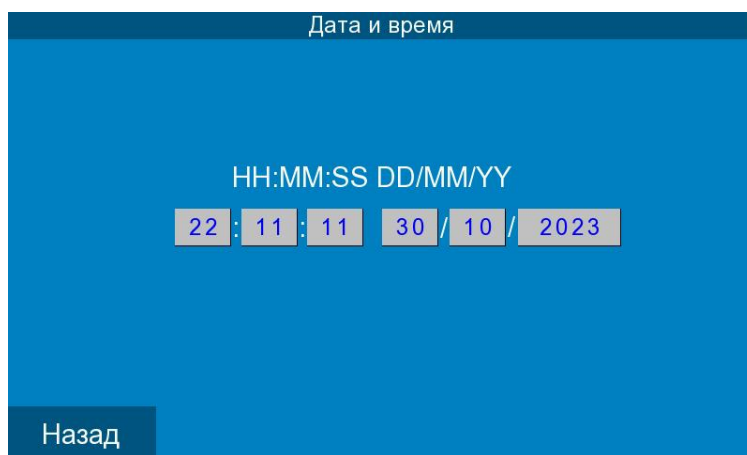 Дата и время
HH:MM:SS DD/MM/YY
22 : 11 : 11 30 / 10 / 2023
Назад